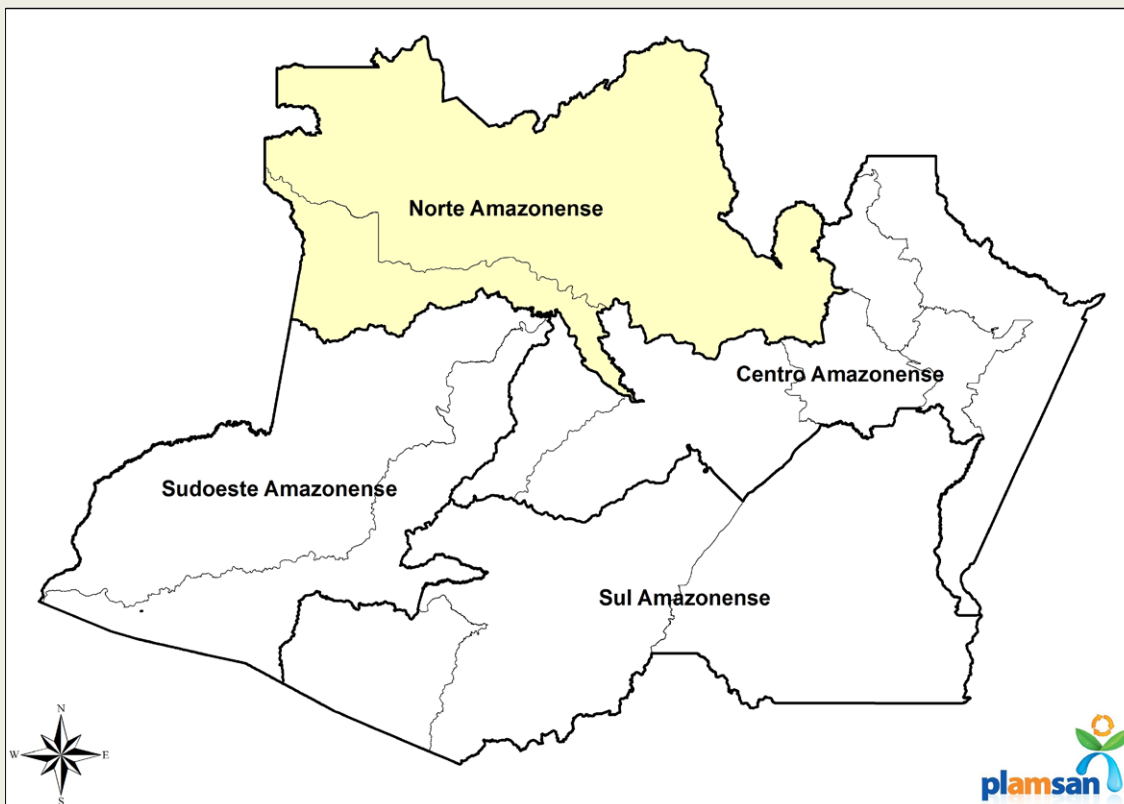 Norte Amazonense
Centro Amazonense
Sudoeste Amazonense
Sul Amazonense
N
W
E
S
plamsan